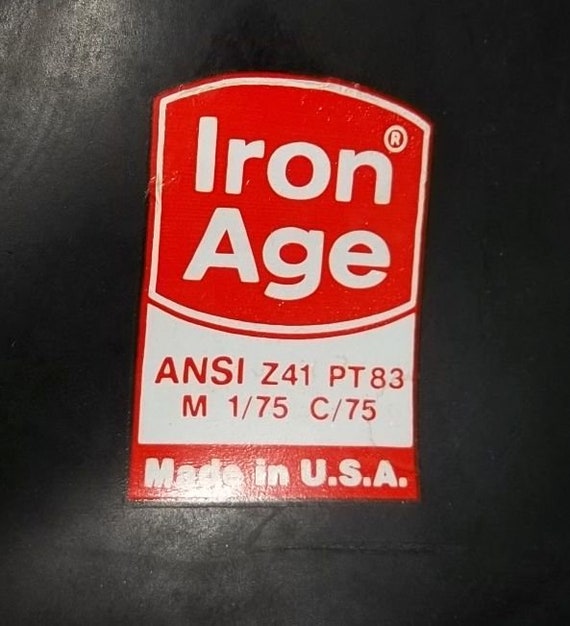 Iron®
Age
ANSI Z41 PT83
M 1/75 C/75
Made in U.S.A.